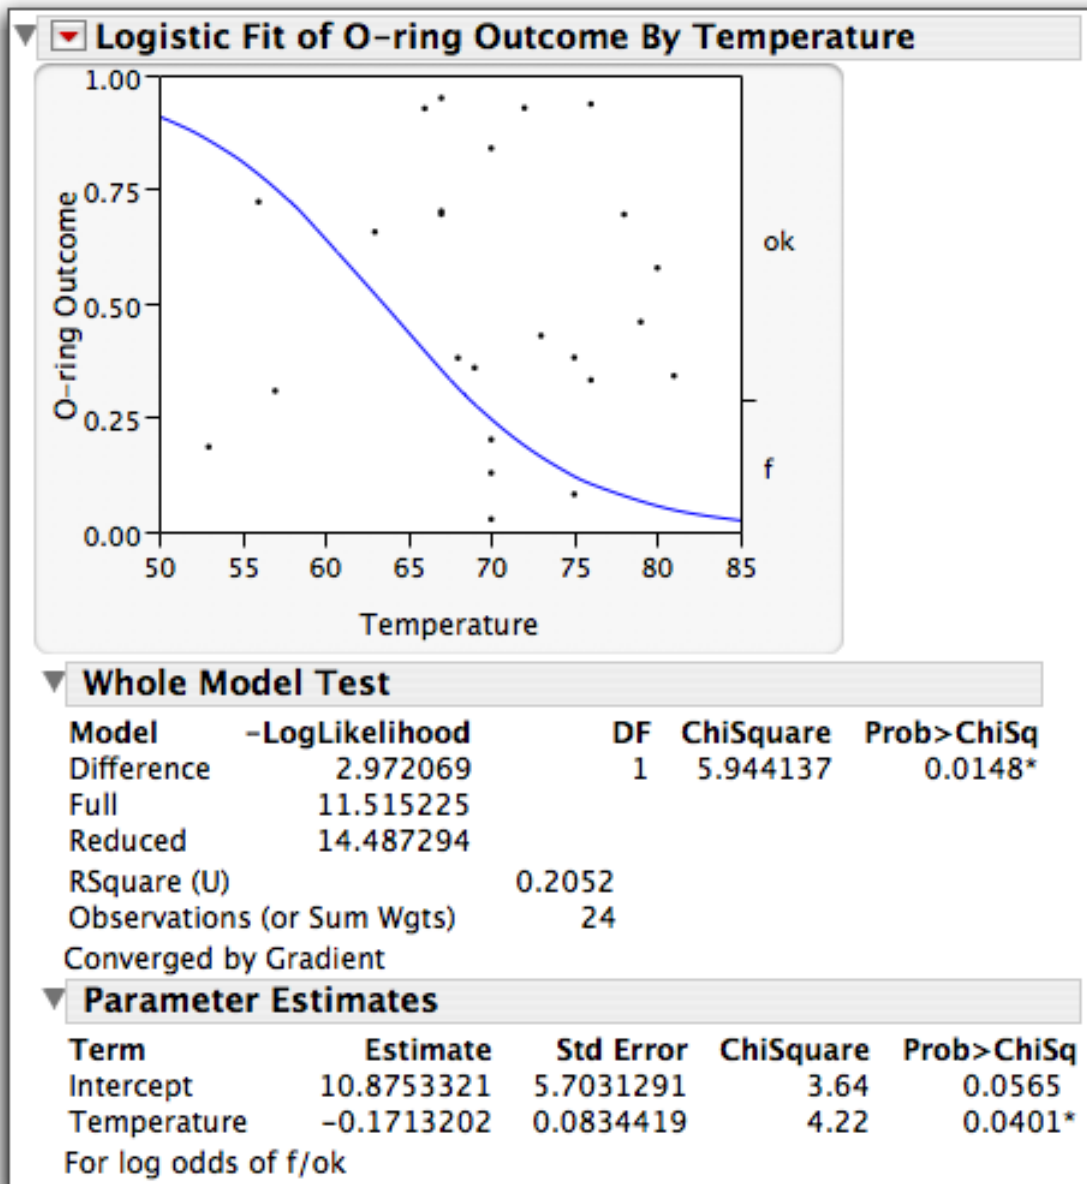 Logistic Fit of O-ring Outcome By Temperature
1.00
0.75
0.50
0.25
0.00
O-ring Outcome
ok
f
50 55 60 65 70 75 80 85
Temperature
Whole Model Test
Model -LogLikelihood DF ChiSquare Prob>ChiSq
Difference 2.972069 1 5.944137 0.0148*
Full 11.515225
Reduced 14.487294
RSquare (U) 0.2052
Observations (or Sum Wgts) 24
Converged by Gradient
Parameter Estimates
Term Estimate Std Error ChiSquare Prob>ChiSq
Intercept 10.8753321 5.7031291 3.64 0.0565
Temperature -0.1713202 0.0834419 4.22 0.0401*
For log odds of f/ok